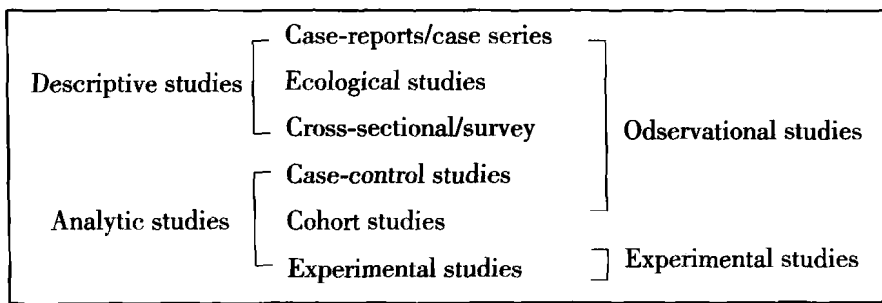 Case-reports/case series
Descriptive studies
Ecological studies
Cross-sectional/survey
Odservational studies
Case-control studies
Analytic studies
Cohort studies
Experimental studies
Experimental studies